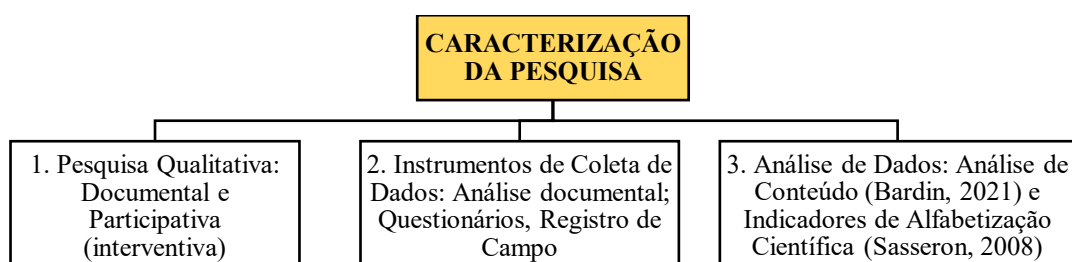 CARACTERIZAÇÃO
DA PESQUISA
1. Pesquisa Qualitativa:
Documental e
Participativa
(interventiva)
2. Instrumentos de Coleta de
Dados: Análise documental;
Questionários, Registro de
Campo
3. Análise de Dados: Análise de
Conteúdo (Bardin, 2021) e
Indicadores de Alfabetização
Científica (Sasseron, 2008)